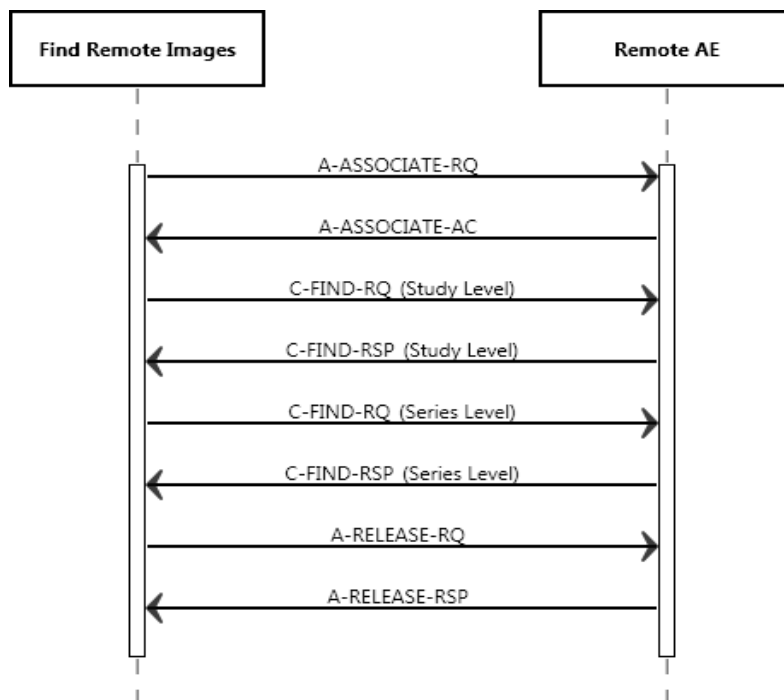 Find Remote Images
Remote AE
A-ASSOCIATE-RQ
A-ASSOCIATE-AC
C-FIND-RQ (Study Level)
C-FIND-RSP (Study Level)
C-FIND-RQ (Series Level)
C-FIND-RSP (Series Level)
A-RELEASE-RQ
A-RELEASE-RSP